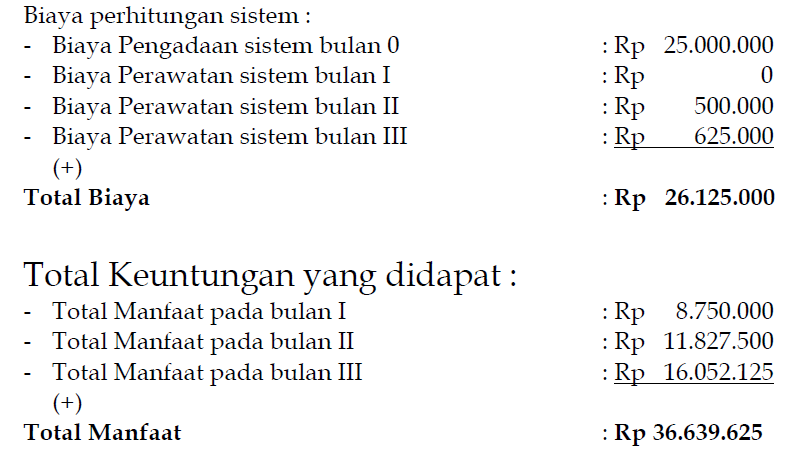 Biaya perhitungan sistem :
- Biaya Pengadaan sistem bulan 0 : Rp 25.000.000
- Biaya Perawatan sistem bulan I : Rp 0
- Biaya Perawatan sistem bulan II : Rp 500.000
- Biaya Perawatan sistem bulan III : Rp 625.000
(+)
Total Biaya : Rp 26.125.000
Total Keuntungan yang didapat :
- Total Manfaat pada bulan I : Rp 8.750.000
- Total Manfaat pada bulan II : Rp 11.827.500
- Total Manfaat pada bulan III : Rp 16.052.125
(+)
Total Manfaat : Rp 36.639.625